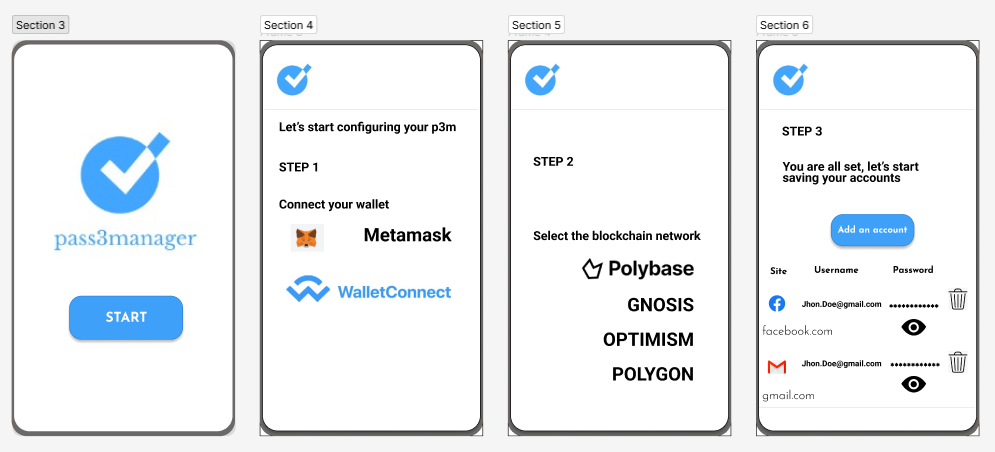 Section 3
pass3manager
START
Section 4
Let's start configuring your p3m
STEP 1
Connect your wallet
Metamask
WalletConnect
Section 5
STEP 2
Select the blockchain network
Polybase
GNOSIS
OPTIMISM
POLYGON
Section 6
STEP 3
You are all set, let's start
saving your accounts
Add an account
Site Username Password
Jhon.Doe@gmail.com ••••••••••••
facebook.com
Jhon.Doe@gmail.com ••••••••••••
gmail.com